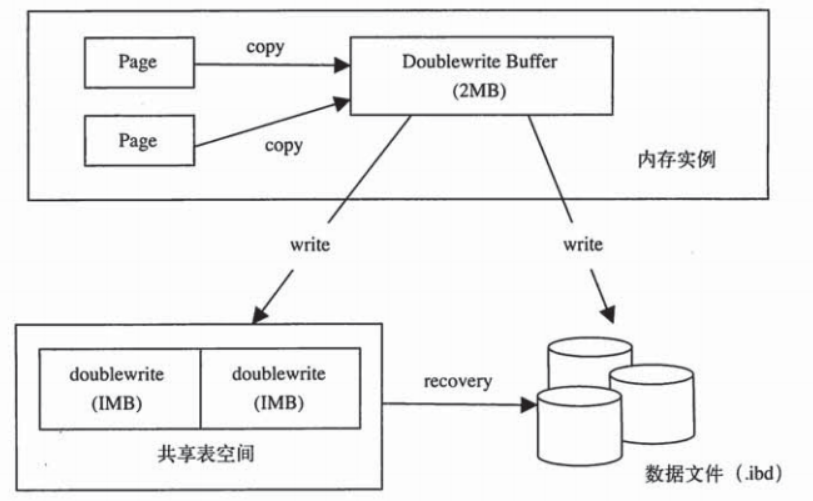 Page
copy
Doublewrite Buffer
(2MB)
Page
copy
内存实例
write
write
doublewrite
(IMB)
doublewrite
(IMB)
recovery
共享表空间
数据文件（.ibd）